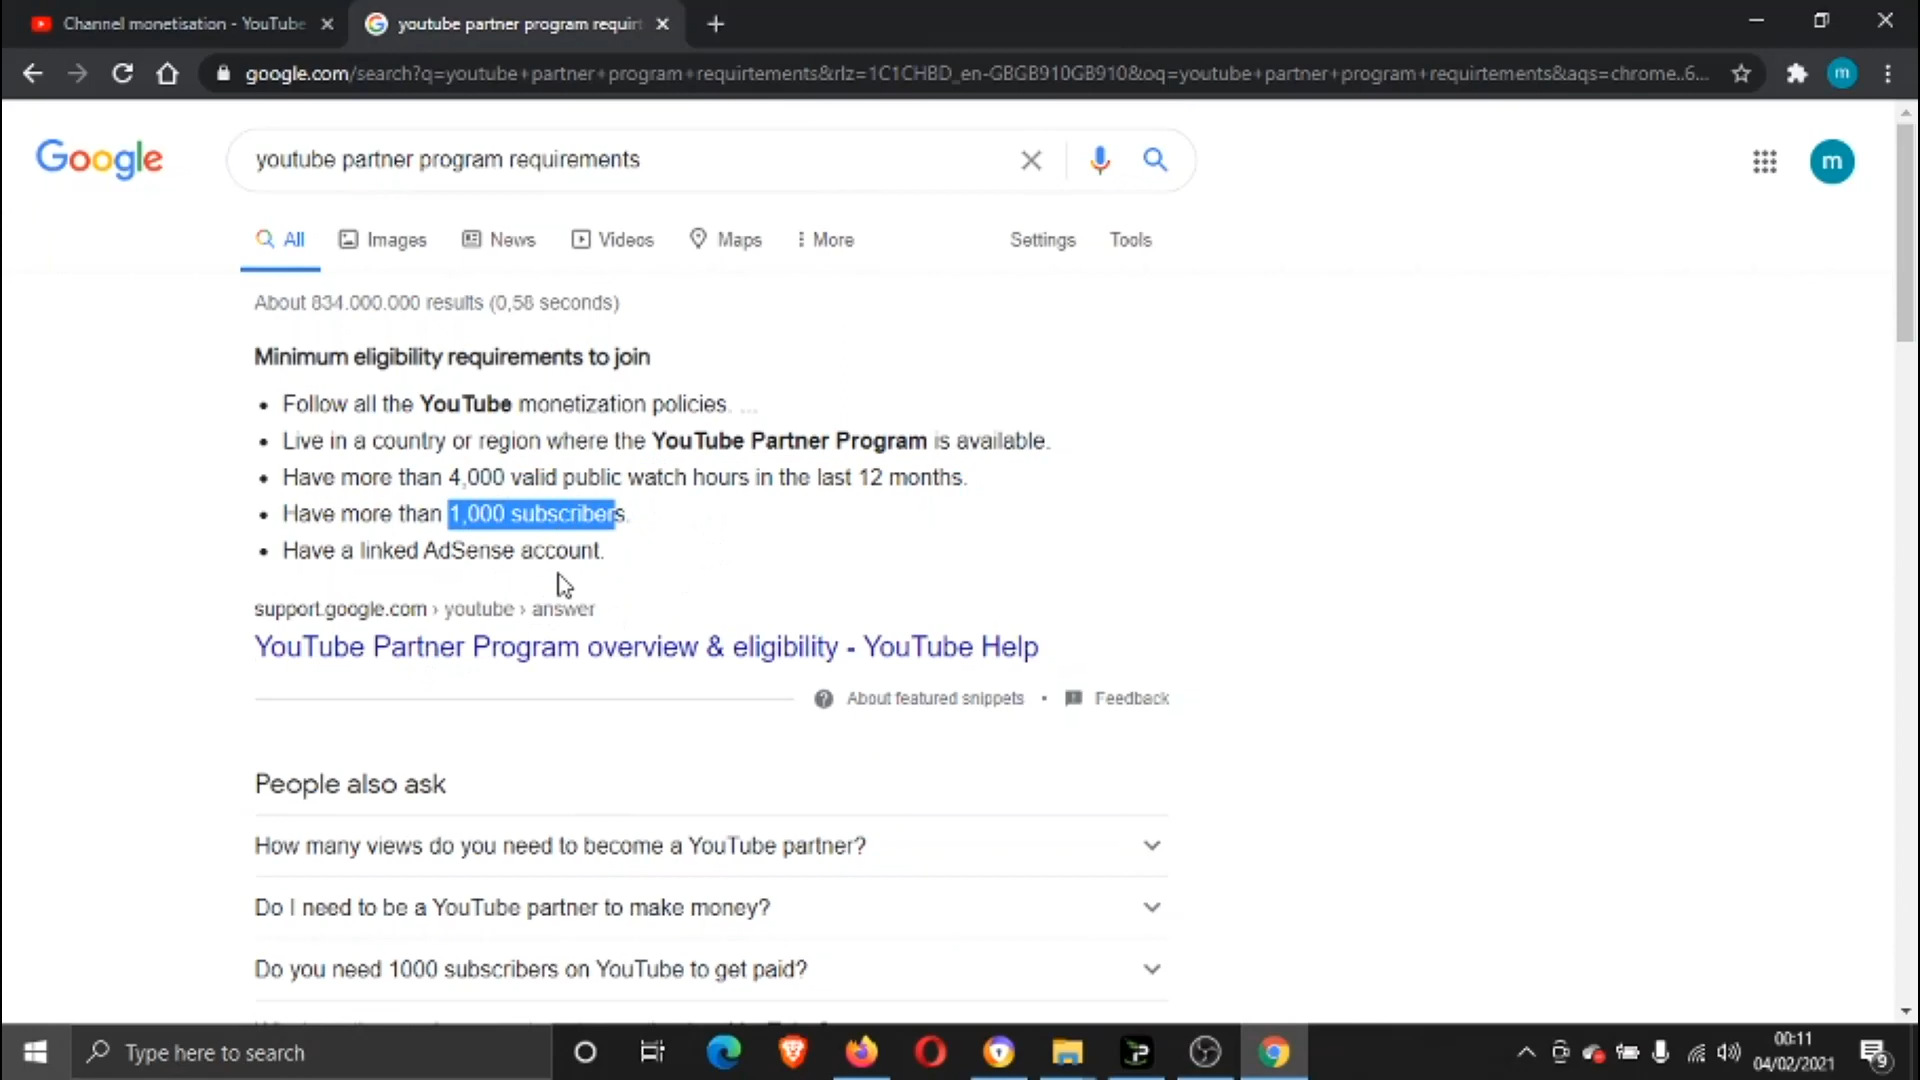 Channel monetisation - YouTube
youtube partner program requir
google.com/search?q=youtube+partner+program+requirtements&rlz=1C1CHBD_en-GBGB910GB910&oq=youtube+partner+program+requirtements&aqs=chrome..6...
m
Google
youtube partner program requirements
m
All
Images
News
Videos
Maps
More
Settings
Tools
About 834.000.000 results (0,58 seconds)
Minimum eligibility requirements to join
• Follow all the YouTube monetization policies. ...
• Live in a country or region where the YouTube Partner Program is available.
• Have more than 4,000 valid public watch hours in the last 12 months.
• Have more than 1,000 subscribers.
• Have a linked AdSense account.
support.google.com › youtube › answer
YouTube Partner Program overview & eligibility - YouTube Help
About featured snippets • Feedback
People also ask
How many views do you need to become a YouTube partner?
Do I need to be a YouTube partner to make money?
Do you need 1000 subscribers on YouTube to get paid?
Type here to search
00:11
04/02/2021
9